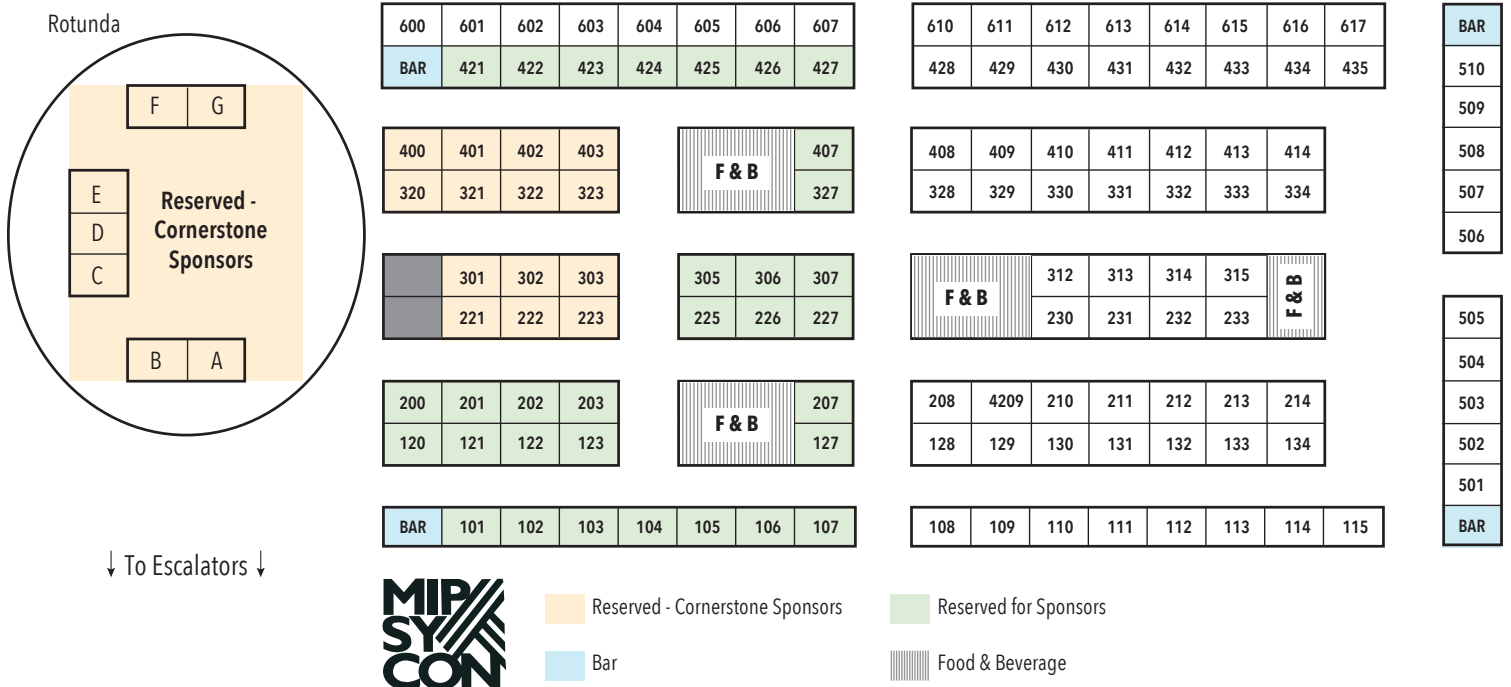 Rotunda
F G
E
D
C
Reserved -
Cornerstone
Sponsors
B A
↓ To Escalators ↓
600 601 602 603 604 605 606 607
BAR 421 422 423 424 425 426 427
610 611 612 613 614 615 616 617
428 429 430 431 432 433 434 435
400 401 402 403
320 321 322 323
F & B
407
327
408 409 410 411 412 413 414
328 329 330 331 332 333 334
301 302 303
221 222 223
305 306 307
225 226 227
F & B
312 313 314 315
230 231 232 233
F & B
200 201 202 203
120 121 122 123
F & B
207
127
208 4209 210 211 212 213 214
128 129 130 131 132 133 134
BAR 101 102 103 104 105 106 107
108 109 110 111 112 113 114 115
BAR
510
509
508
507
506
505
504
503
502
501
BAR
MIP
SY
CON
Reserved - Cornerstone Sponsors
Reserved for Sponsors
Bar
Food & Beverage